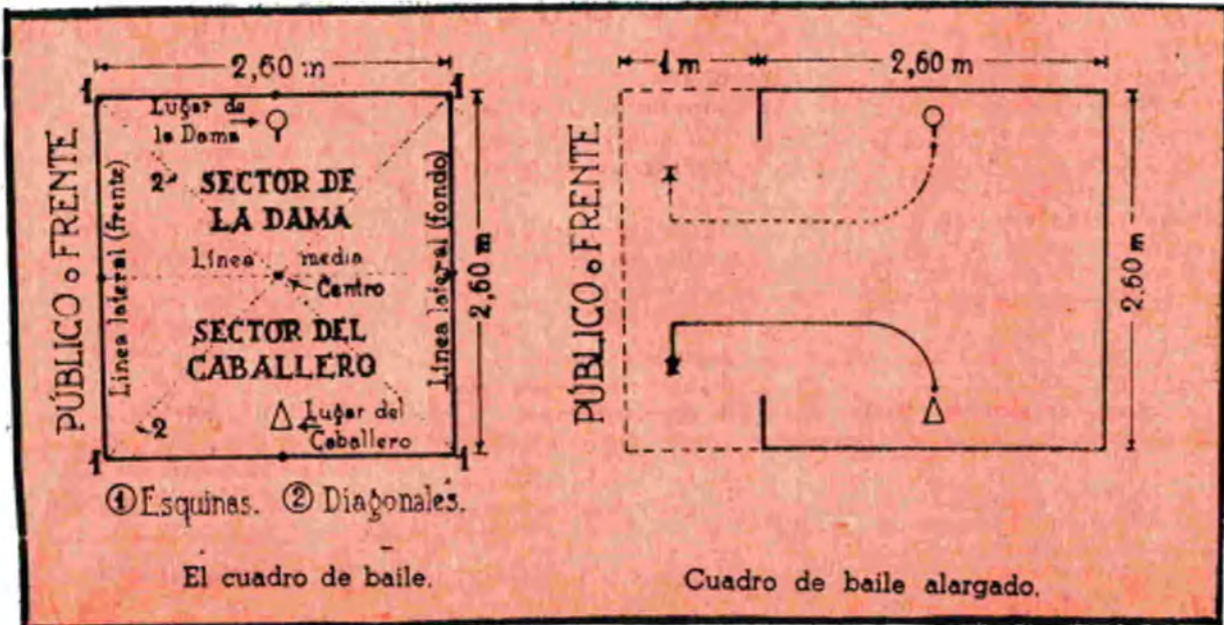 2,60 m
1 1
Lugar de
la Dama
PÚBLICO o FRENTE
Línea lateral (frente)
2
SECTOR DE
LA DAMA
Línea media
Centro
SECTOR DEL
CABALLERO
Línea lateral (fondo)
2,60 m
2
Lugar del
Caballero
1 1
① Esquinas. ② Diagonales.
El cuadro de baile.
1 m 2,60 m
PÚBLICO o FRENTE
2,60 m
Cuadro de baile alargado.